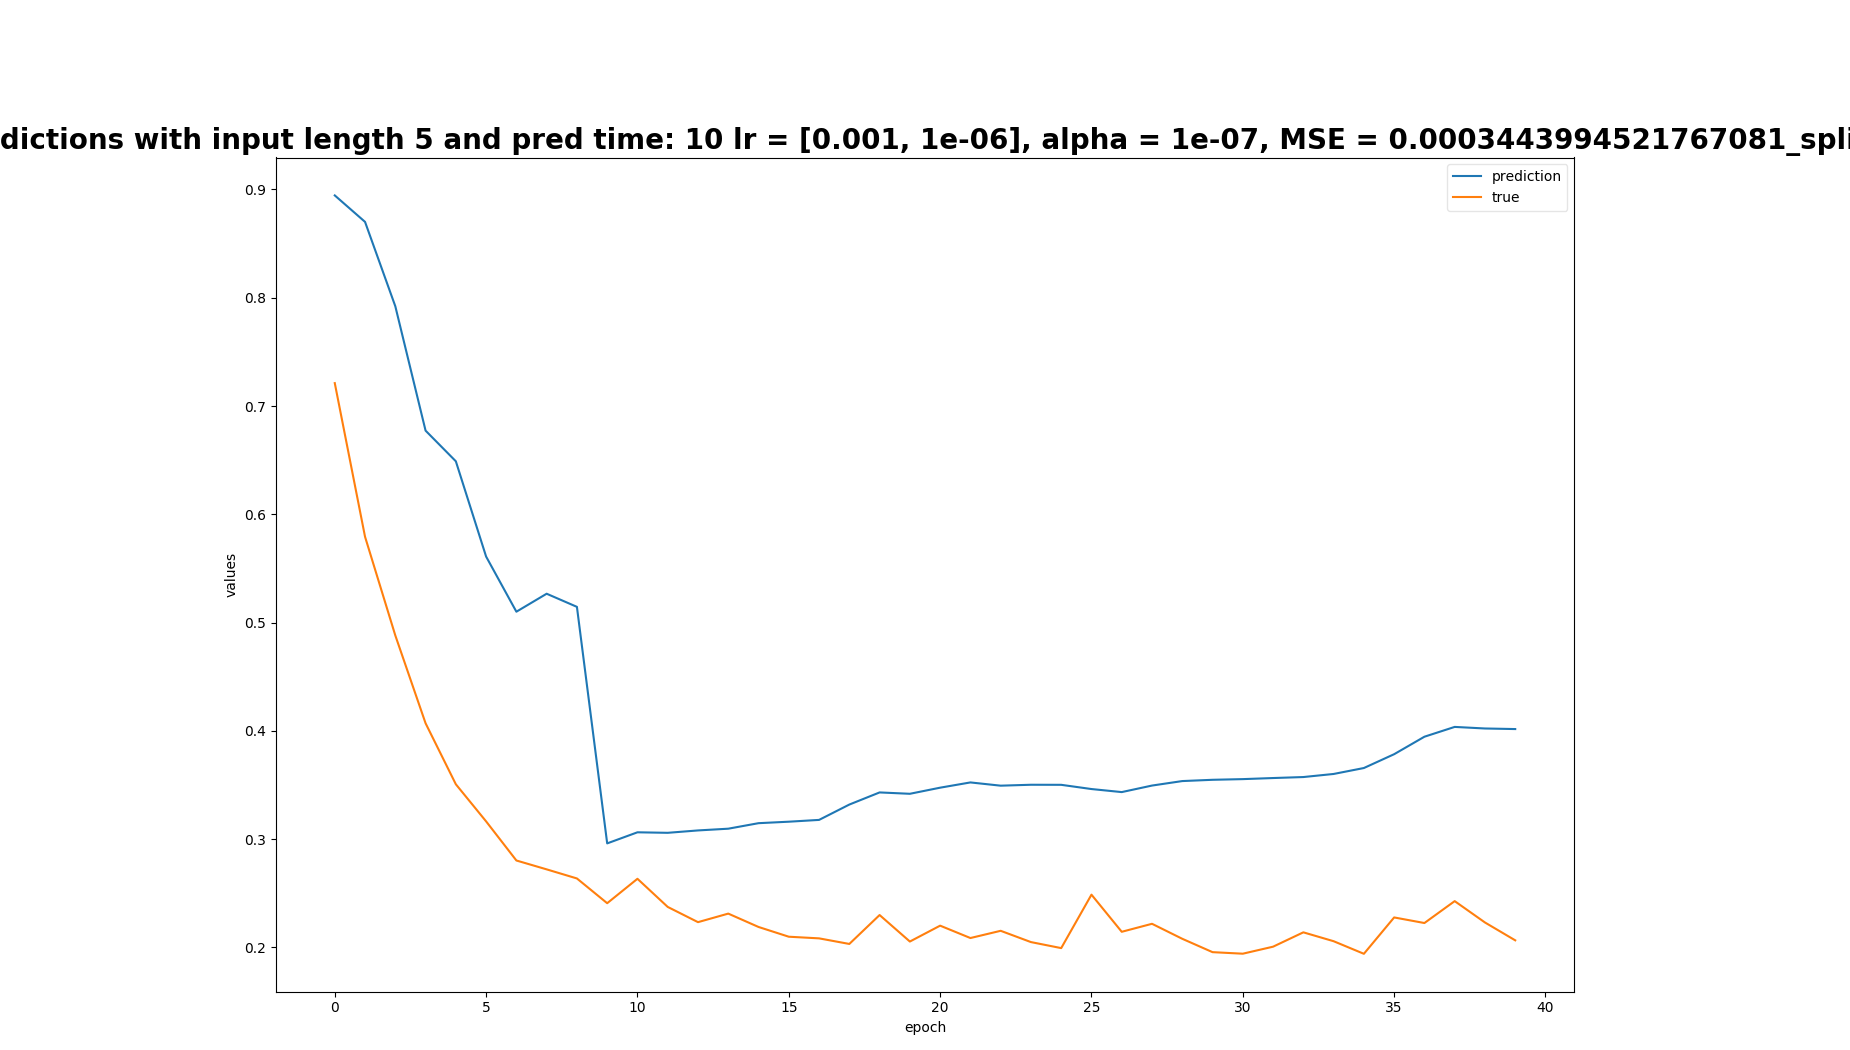 dictions with input length 5 and pred time: 10 lr = [0.001, 1e-06], alpha = 1e-07, MSE = 0.0003443994521767081_spli
prediction
true
0.9
0.8
0.7
0.6
0.5
0.4
0.3
0.2
values
0 5 10 15 20 25 30 35 40
epoch